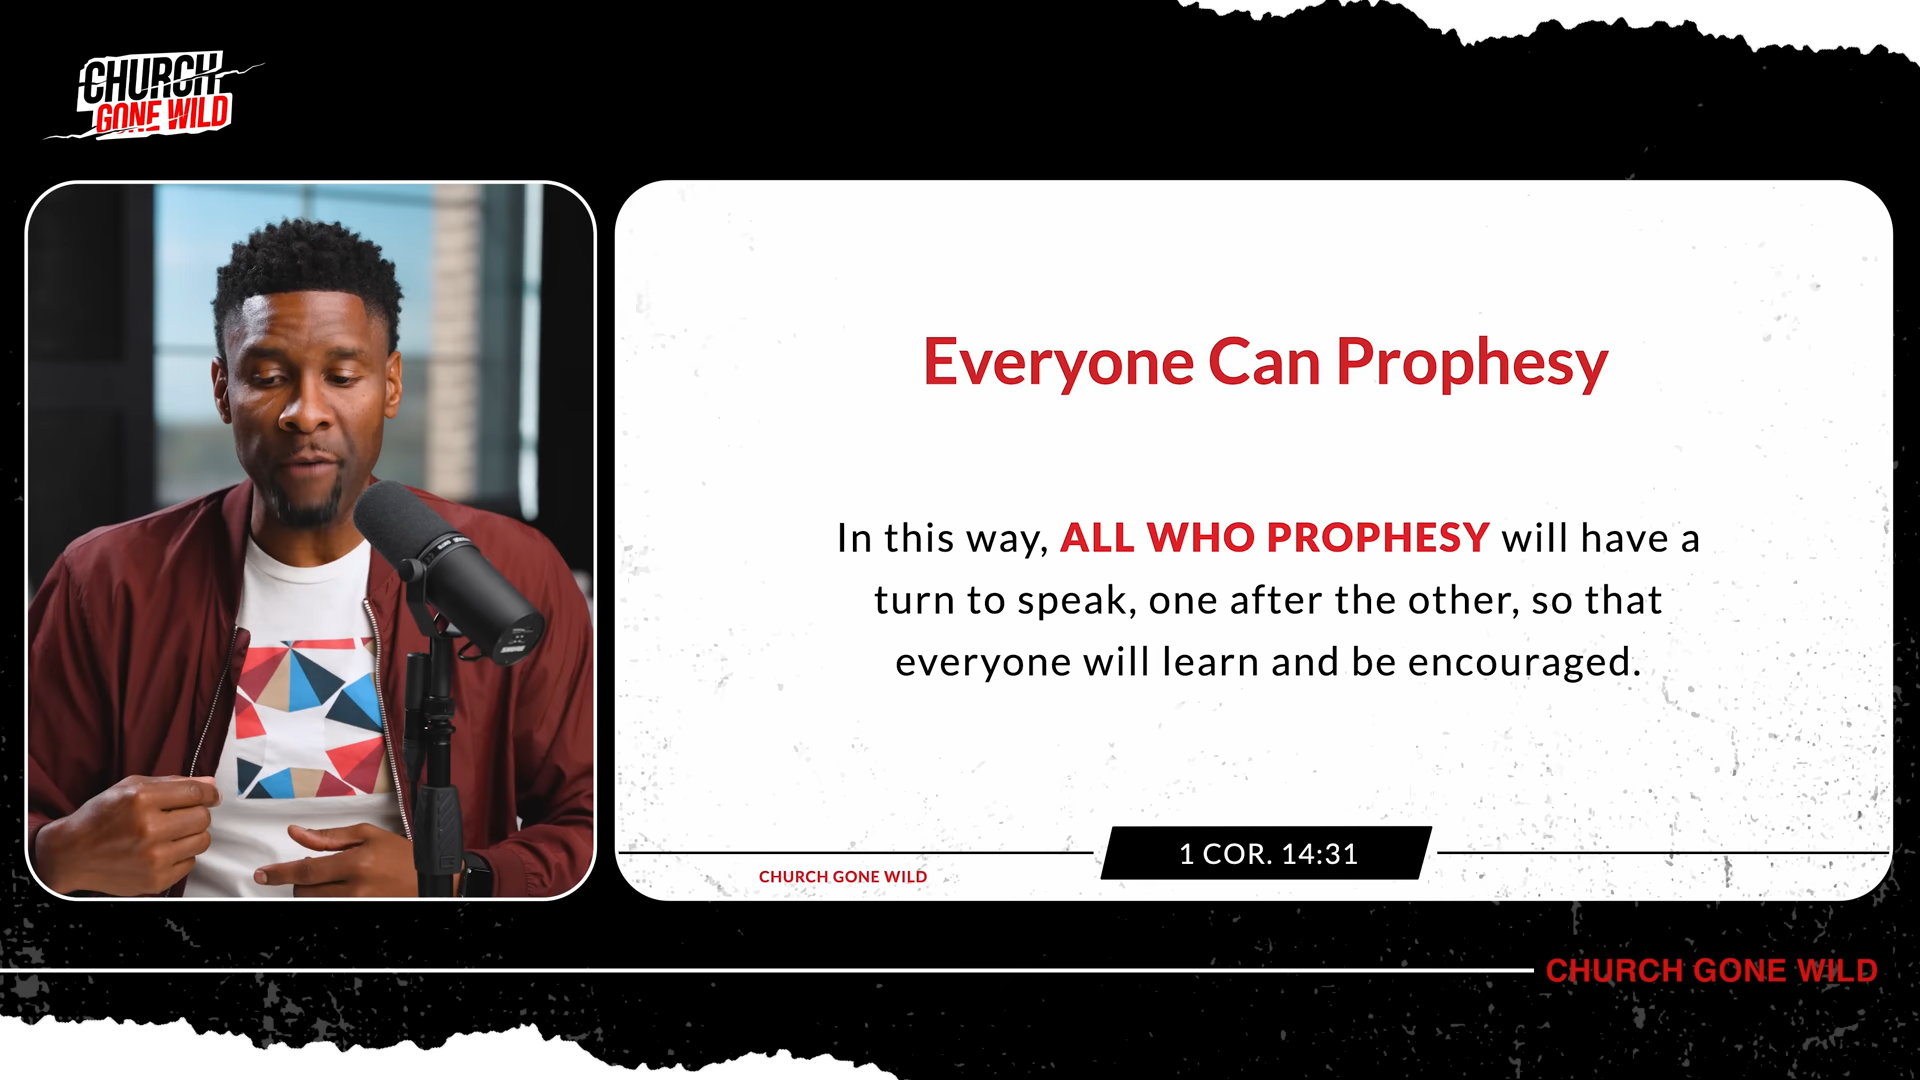 CHURCH
GONE WILD
Everyone Can Prophesy
In this way, ALL WHO PROPHESY will have a
turn to speak, one after the other, so that
everyone will learn and be encouraged.
1 COR. 14:31
CHURCH GONE WILD
CHURCH GONE WILD
SHURE